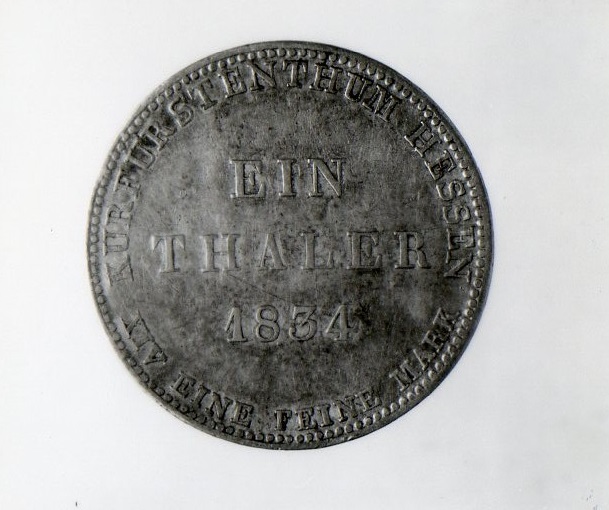 KURFÜRSTENTHUM HESSEN
EIN
THALER
1834
XIV EINE FEINE MARK